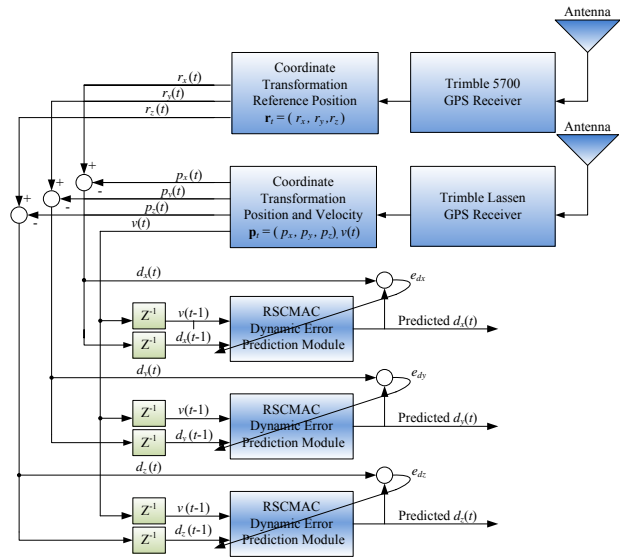 Antenna
r_x(t)
r_y(t)
r_z(t)
Coordinate
Transformation
Reference Position
r_t = ( r_x , r_y , r_z )
Trimble 5700
GPS Receiver
Antenna
+
+
+
-
-
-
p_x(t)
p_y(t)
p_z(t)
v(t)
Coordinate
Transformation
Position and Velocity
p_t = ( p_x , p_y , p_z ), v(t)
Trimble Lassen
GPS Receiver
d_x(t)
e_dx
Z⁻¹
v(t-1)
Z⁻¹
d_x(t-1)
RSCMAC
Dynamic Error
Prediction Module
Predicted d_x(t)
d_y(t)
e_dy
Z⁻¹
v(t-1)
Z⁻¹
d_y(t-1)
RSCMAC
Dynamic Error
Prediction Module
Predicted d_y(t)
d_z(t)
e_dz
Z⁻¹
v(t-1)
Z⁻¹
d_z(t-1)
RSCMAC
Dynamic Error
Prediction Module
Predicted d_z(t)